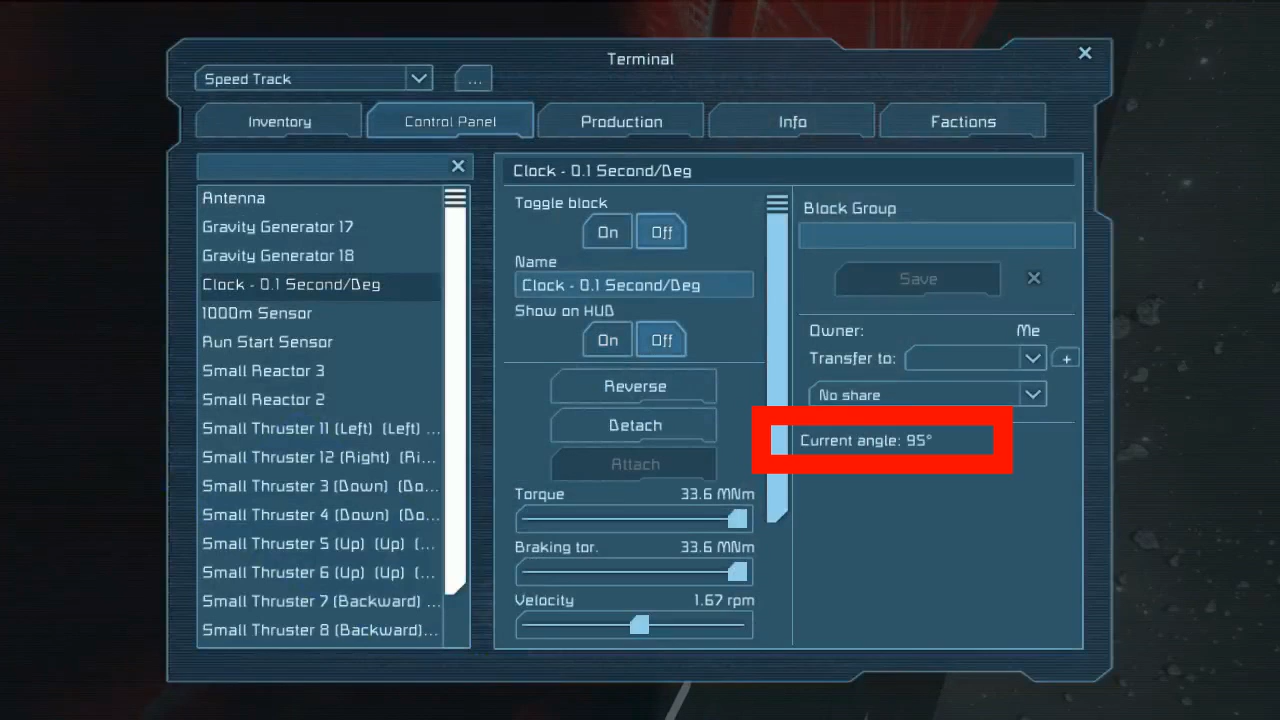 Terminal
Speed Track
...
Inventory
Control Panel
Production
Info
Factions
Antenna
Gravity Generator 17
Gravity Generator 18
Clock - 0.1 Second/Deg
1000m Sensor
Run Start Sensor
Small Reactor 3
Small Reactor 2
Small Thruster 11 (Left) (Left) ...
Small Thruster 12 (Right) (Ri...
Small Thruster 3 (Down) (Do...
Small Thruster 4 (Down) (Do...
Small Thruster 5 (Up) (Up) (...
Small Thruster 6 (Up) (Up) (...
Small Thruster 7 (Backward) ...
Small Thruster 8 (Backward)...
Clock - 0.1 Second/Deg
Toggle block
On Off
Name
Clock - 0.1 Second/Deg
Show on HUD
On Off
Reverse
Detach
Attach
Torque 33.6 MNm
Braking tor. 33.6 MNm
Velocity 1.67 rpm
Block Group
Save
Owner: Me
Transfer to:
+
No share
Current angle: 95°